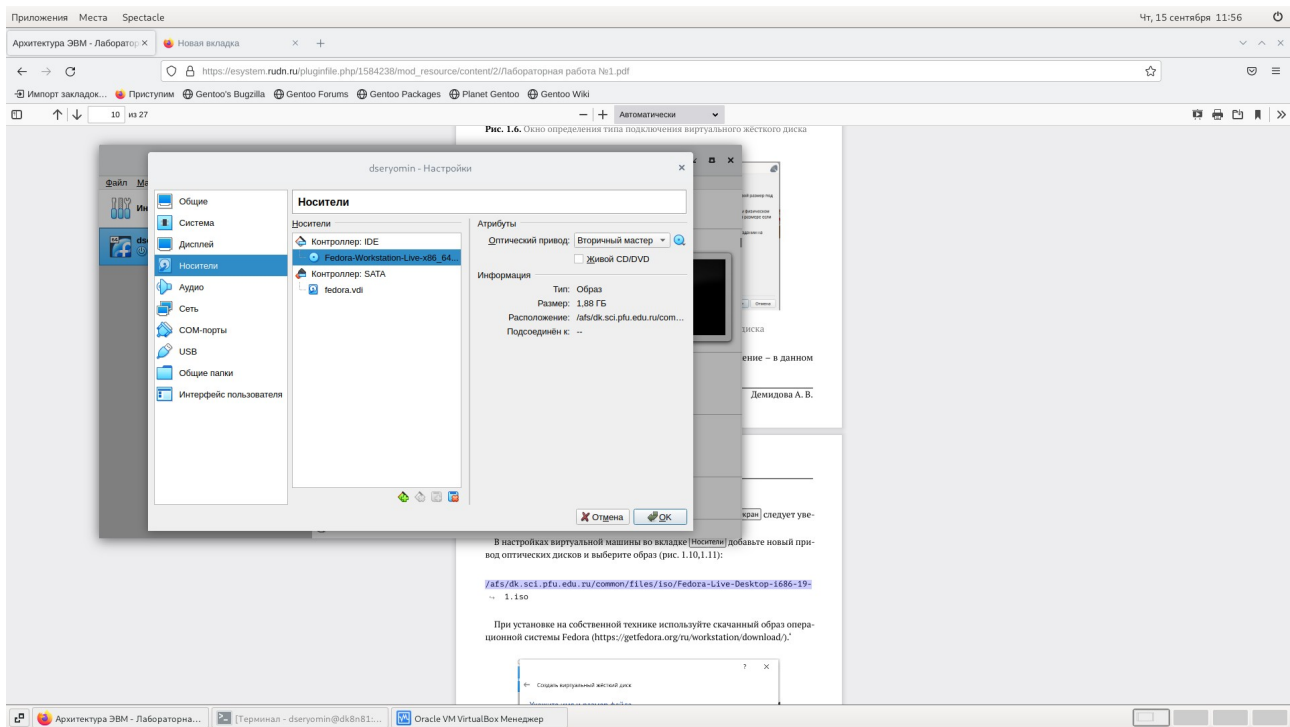 Приложения Места Spectacle
Чт, 15 сентября 11:56
Архитектура ЭВМ - Лаборатор
Новая вкладка
https://esystem.rudn.ru/pluginfile.php/1584238/mod_resource/content/2/Лабораторная работа №1.pdf
Импорт закладок... Приступим Gentoo's Bugzilla Gentoo Forums Gentoo Packages Planet Gentoo Gentoo Wiki
10 из 27
Автоматически
Рис. 1.6. Окно определения типа подключения виртуального жёсткого диска
dseryomin - Настройки
Файл Ма
Ин
ds
Общие
Система
Дисплей
Носители
Аудио
Сеть
COM-порты
USB
Общие папки
Интерфейс пользователя
Носители
Носители
Контроллер: IDE
Fedora-Workstation-Live-x86_64...
Контроллер: SATA
fedora.vdi
Атрибуты
Оптический привод: Вторичный мастер
Живой CD/DVD
Информация
Тип: Образ
Размер: 1,88 ГБ
Расположение: /afs/dk.sci.pfu.edu.ru/com...
Подсоединён к: --
Отмена
OK
Отмена
диска
ение – в данном
Демидова А. В.
кран следует уве-
В настройках виртуальной машины во вкладке Носители добавьте новый при-
вод оптических дисков и выберите образ (рис. 1.10,1.11):
/afs/dk.sci.pfu.edu.ru/common/files/iso/Fedora-Live-Desktop-i686-19-
1.iso
При установке на собственной технике используйте скачанный образ опера-
ционной системы Fedora (https://getfedora.org/ru/workstation/download/).
? ×
Создать виртуальный жёсткий диск
Укажите имя и размер файла
Архитектура ЭВМ - Лабораторна...
[Терминал - dseryomin@dk8n81:...
Oracle VM VirtualBox Менеджер